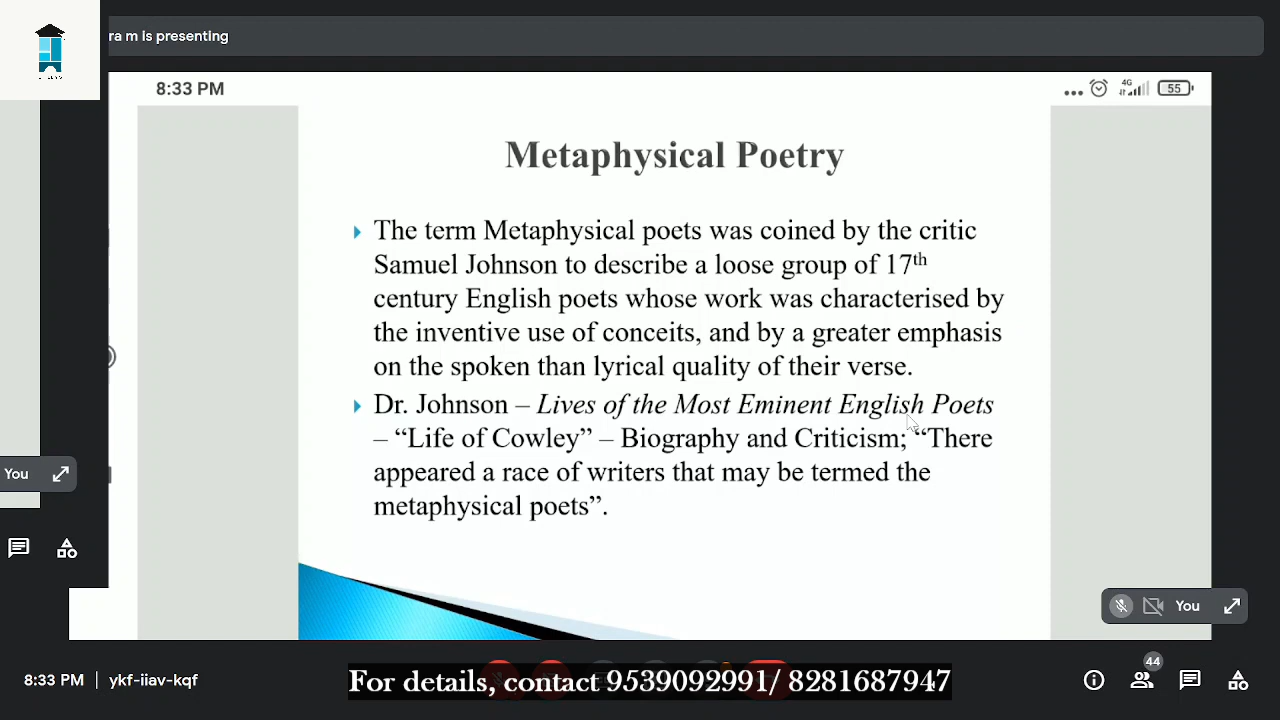 ra m is presenting
8:33 PM
4G
55
Metaphysical Poetry
The term Metaphysical poets was coined by the critic
Samuel Johnson to describe a loose group of 17th
century English poets whose work was characterised by
the inventive use of conceits, and by a greater emphasis
on the spoken than lyrical quality of their verse.
Dr. Johnson – Lives of the Most Eminent English Poets
– “Life of Cowley” – Biography and Criticism; “There
appeared a race of writers that may be termed the
metaphysical poets”.
You
You
44
8:33 PM | ykf-iiav-kqf
For details, contact 9539092991/ 8281687947